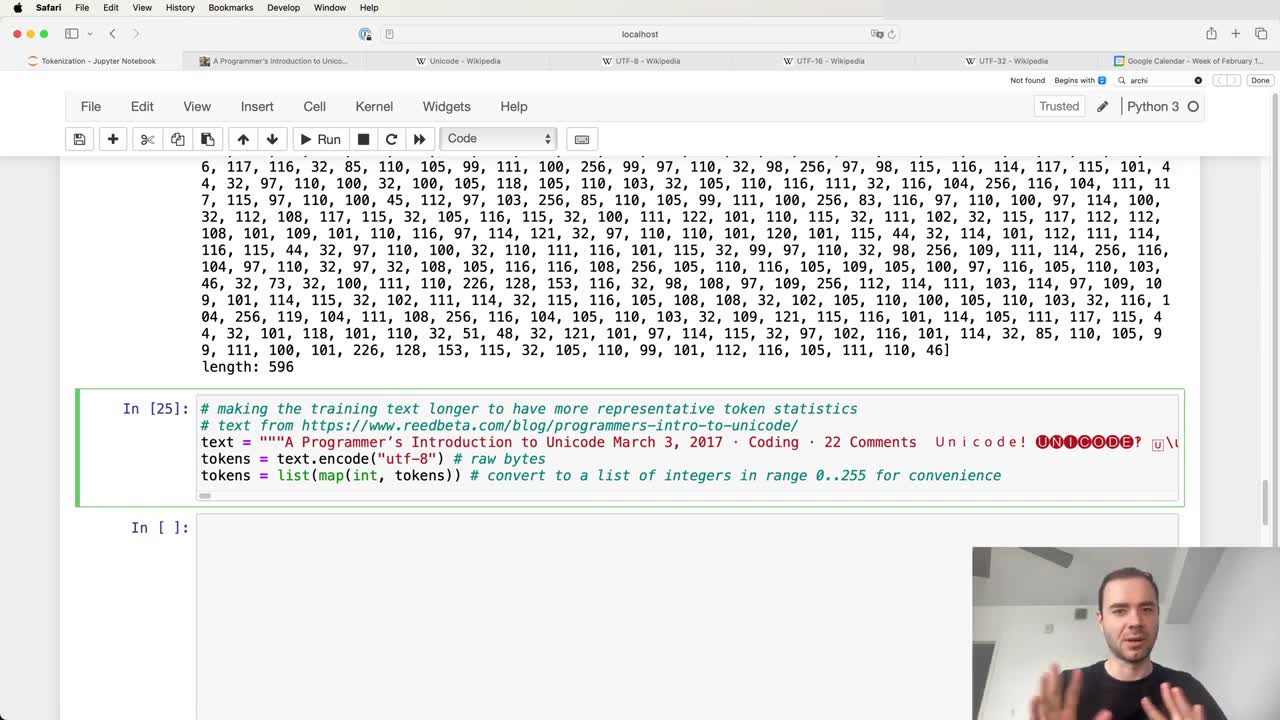 Safari File Edit View History Bookmarks Develop Window Help
localhost
Tokenization - Jupyter Notebook
A Programmer's Introduction to Unico...
Unicode - Wikipedia
UTF-8 - Wikipedia
UTF-16 - Wikipedia
UTF-32 - Wikipedia
Google Calendar - Week of February 1...
Not found Begins with archi Done
File Edit View Insert Cell Kernel Widgets Help
Trusted Python 3
Run Code
6, 117, 116, 32, 85, 110, 105, 99, 111, 100, 256, 99, 97, 110, 32, 98, 256, 97, 98, 115, 116, 114, 117, 115, 101, 4
4, 32, 97, 110, 100, 32, 100, 105, 118, 105, 110, 103, 32, 105, 110, 116, 111, 32, 116, 104, 256, 116, 104, 111, 11
7, 115, 97, 110, 100, 45, 112, 97, 103, 256, 85, 110, 105, 99, 111, 100, 256, 83, 116, 97, 110, 100, 97, 114, 100,
32, 112, 108, 117, 115, 32, 105, 116, 115, 32, 100, 111, 122, 101, 110, 115, 32, 111, 102, 32, 115, 117, 112, 112,
108, 101, 109, 101, 110, 116, 97, 114, 121, 32, 97, 110, 110, 101, 120, 101, 115, 44, 32, 114, 101, 112, 111, 114,
116, 115, 44, 32, 97, 110, 100, 32, 110, 111, 116, 101, 115, 32, 99, 97, 110, 32, 98, 256, 109, 111, 114, 256, 116,
104, 97, 110, 32, 97, 32, 108, 105, 116, 116, 108, 256, 105, 110, 116, 105, 109, 105, 100, 97, 116, 105, 110, 103,
46, 32, 73, 32, 100, 111, 110, 226, 128, 153, 116, 32, 98, 108, 97, 109, 256, 112, 114, 111, 103, 114, 97, 109, 10
9, 101, 114, 115, 32, 102, 111, 114, 32, 115, 116, 105, 108, 108, 32, 102, 105, 110, 100, 105, 110, 103, 32, 116, 1
04, 256, 119, 104, 111, 108, 256, 116, 104, 105, 110, 103, 32, 109, 121, 115, 116, 101, 114, 105, 111, 117, 115, 4
4, 32, 101, 118, 101, 110, 32, 51, 48, 32, 121, 101, 97, 114, 115, 32, 97, 102, 116, 101, 114, 32, 85, 110, 105, 9
9, 111, 100, 101, 226, 128, 153, 115, 32, 105, 110, 99, 101, 112, 116, 105, 111, 110, 46]
length: 596
In [25]: # making the training text longer to have more representative token statistics
# text from https://www.reedbeta.com/blog/programmers-intro-to-unicode/
text = """A Programmer’s Introduction to Unicode March 3, 2017 · Coding · 22 Comments Ｕｎｉｃｏｄｅ! 🅤🅝🅘🅒🅞🅓🅔‽ 🇺\u
tokens = text.encode("utf-8") # raw bytes
tokens = list(map(int, tokens)) # convert to a list of integers in range 0..255 for convenience
In [ ]: